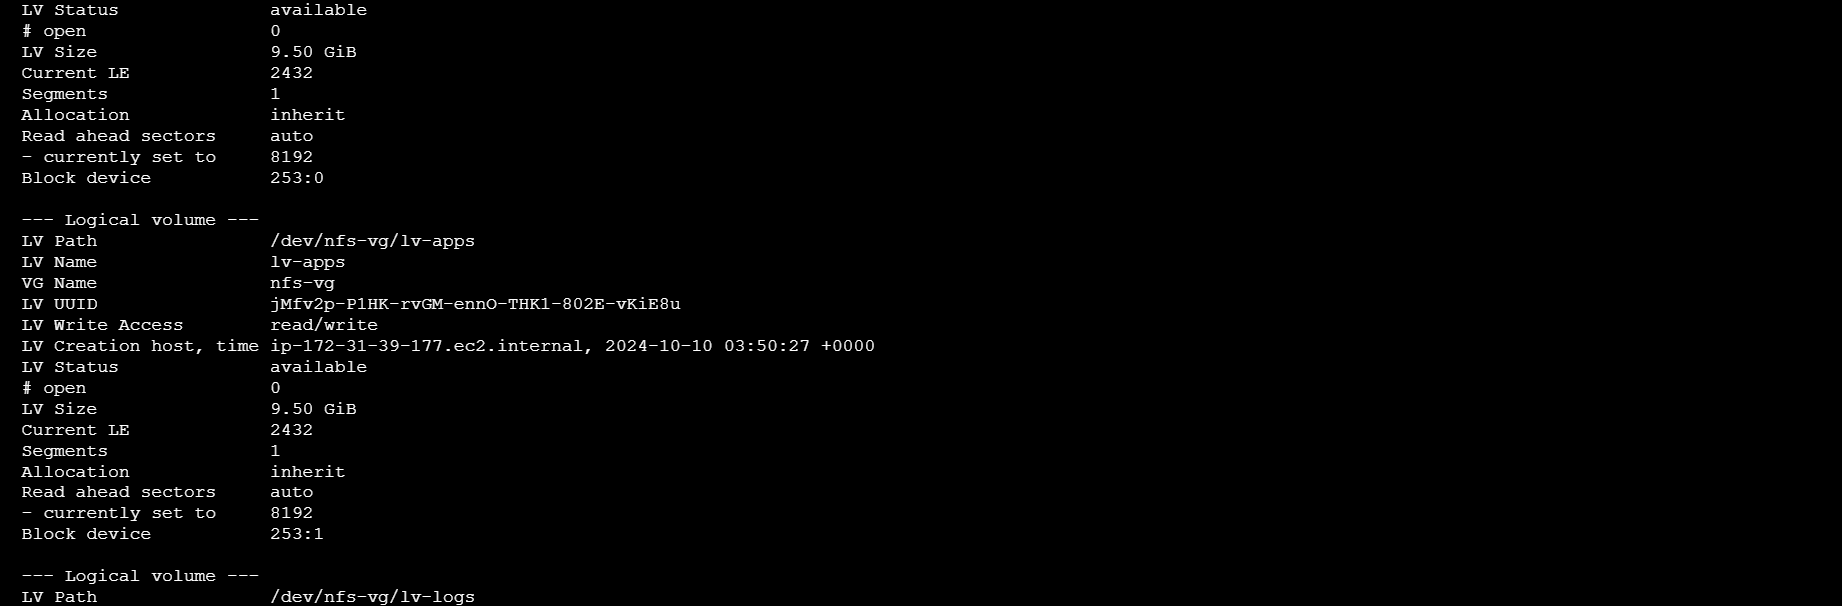 LV Status              available
# open                 0
LV Size                9.50 GiB
Current LE             2432
Segments               1
Allocation             inherit
Read ahead sectors     auto
- currently set to     8192
Block device           253:0

--- Logical volume ---
LV Path                /dev/nfs-vg/lv-apps
LV Name                lv-apps
VG Name                nfs-vg
LV UUID                jMfv2p-P1HK-rvGM-ennO-THK1-802E-vKiE8u
LV Write Access        read/write
LV Creation host, time ip-172-31-39-177.ec2.internal, 2024-10-10 03:50:27 +0000
LV Status              available
# open                 0
LV Size                9.50 GiB
Current LE             2432
Segments               1
Allocation             inherit
Read ahead sectors     auto
- currently set to     8192
Block device           253:1

--- Logical volume ---
LV Path                /dev/nfs-vg/lv-logs